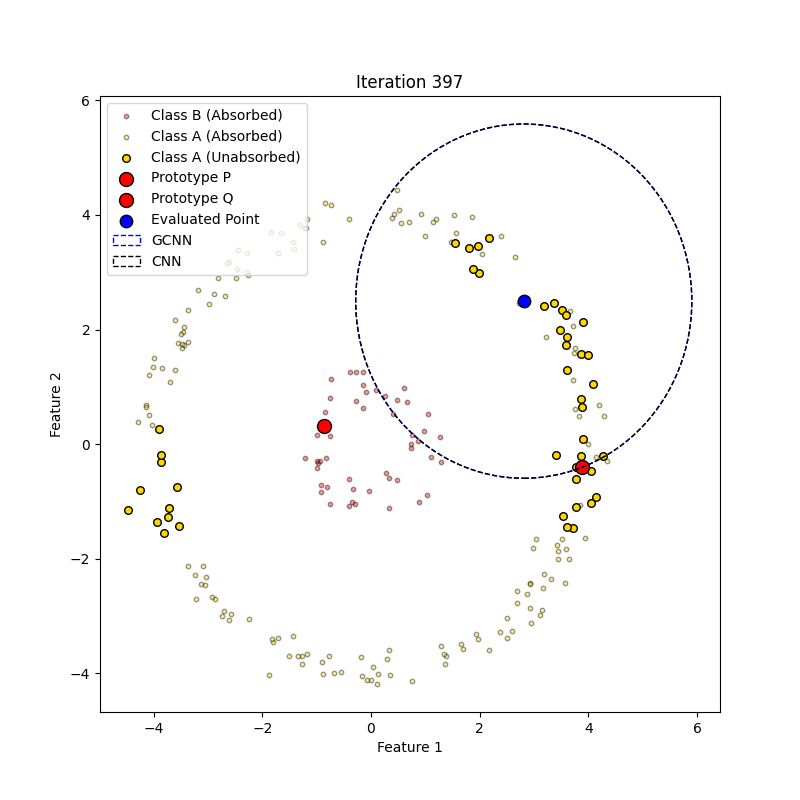 Iteration 397
Class B (Absorbed)
Class A (Absorbed)
Class A (Unabsorbed)
Prototype P
Prototype Q
Evaluated Point
GCNN
CNN
6
4
2
0
−2
−4
Feature 2
−4
−2
0
2
4
6
Feature 1